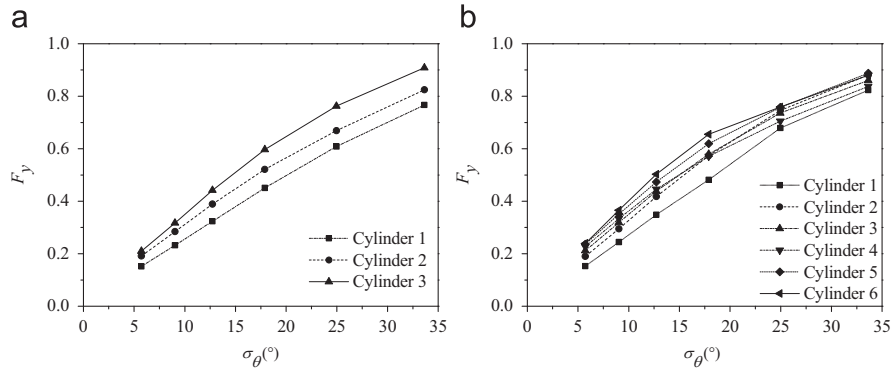 a
1.0
0.8
0.6
0.4
0.2
0.0
F_y
Cylinder 1
Cylinder 2
Cylinder 3
0 5 10 15 20 25 30 35
σ_θ(°)
b
1.0
0.8
0.6
0.4
0.2
0.0
F_y
Cylinder 1
Cylinder 2
Cylinder 3
Cylinder 4
Cylinder 5
Cylinder 6
0 5 10 15 20 25 30 35
σ_θ(°)